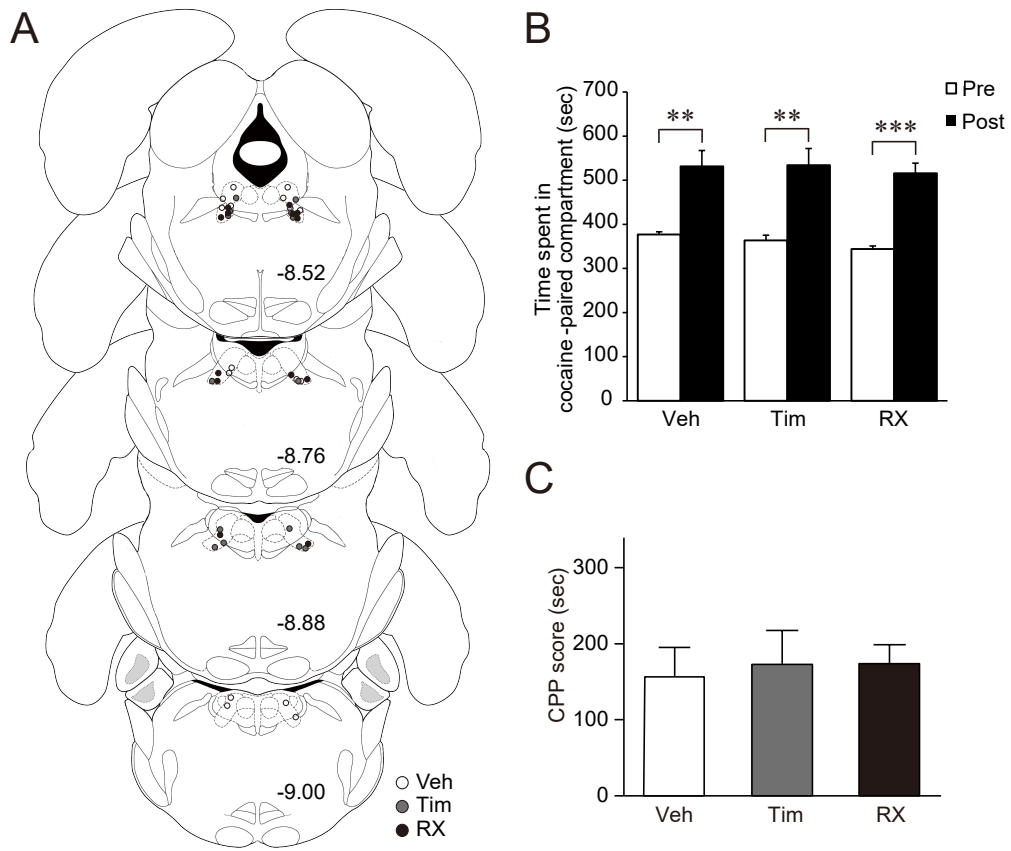 A
-8.52
-8.76
-8.88
-9.00
Veh
Tim
RX
B
Time spent in
cocaine-paired compartment (sec)
700
600
500
400
300
200
100
0
**
**
***
Pre
Post
Veh
Tim
RX
C
CPP score (sec)
300
200
100
0
Veh
Tim
RX